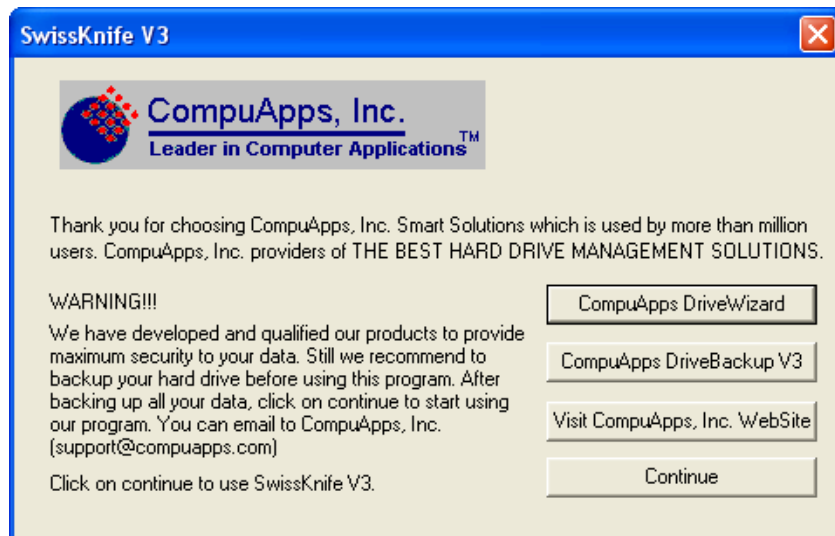 SwissKnife V3
CompuApps, Inc.
Leader in Computer Applications™
Thank you for choosing CompuApps, Inc. Smart Solutions which is used by more than million
users. CompuApps, Inc. providers of THE BEST HARD DRIVE MANAGEMENT SOLUTIONS.
WARNING!!!
We have developed and qualified our products to provide
maximum security to your data. Still we recommend to
backup your hard drive before using this program. After
backing up all your data, click on continue to start using
our program. You can email to CompuApps, Inc.
(support@compuapps.com)
Click on continue to use SwissKnife V3.
CompuApps DriveWizard
CompuApps DriveBackup V3
Visit CompuApps, Inc. WebSite
Continue